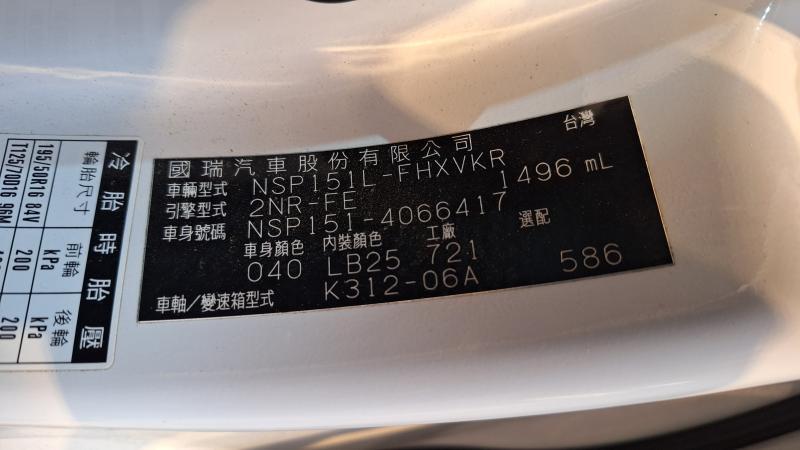 國瑞汽車股份有限公司 台灣
車輛型式 NSP151L-FHXVKR
引擎型式 2NR-FE 1496 mL
車身號碼 NSP151-4066417
車身顏色 內裝顏色 工廠 選配
040 LB25 721 586
車軸/變速箱型式 K312-06A
冷胎時胎壓
輪胎尺寸 前輪 後輪
kPa kPa
195/50R16 84V 200 200
T125/70D16 96M